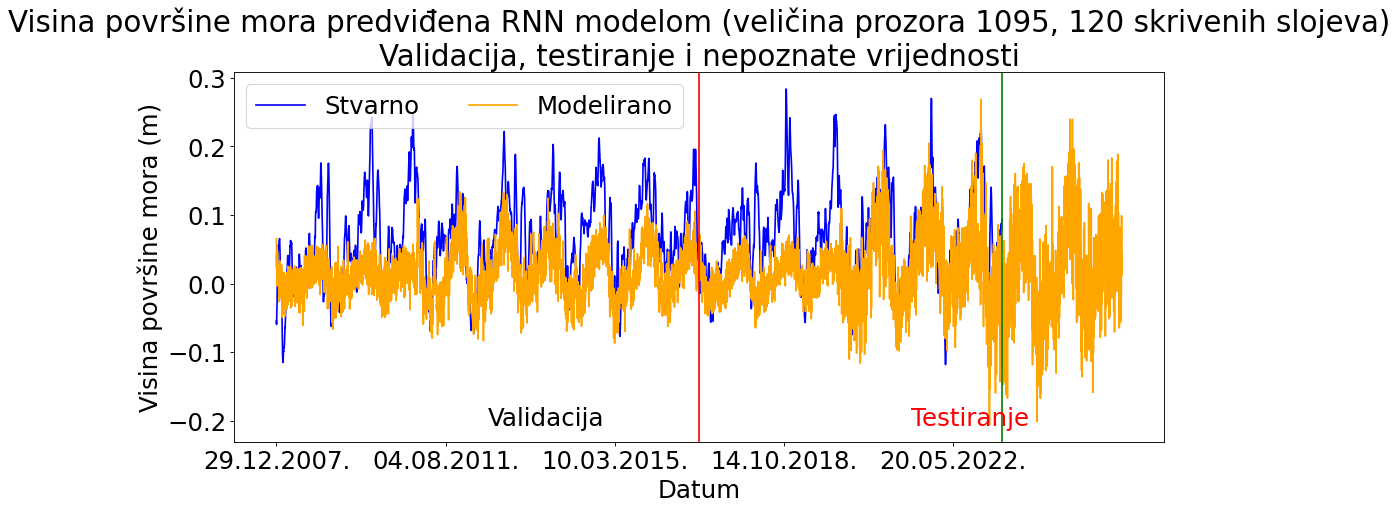 Visina površine mora predviđena RNN modelom (veličina prozora 1095, 120 skrivenih slojeva)
Validacija, testiranje i nepoznate vrijednosti
Stvarno
Modelirano
Visina površine mora (m)
0.3
0.2
0.1
0.0
−0.1
−0.2
Validacija
Testiranje
29.12.2007.
04.08.2011.
10.03.2015.
14.10.2018.
20.05.2022.
Datum